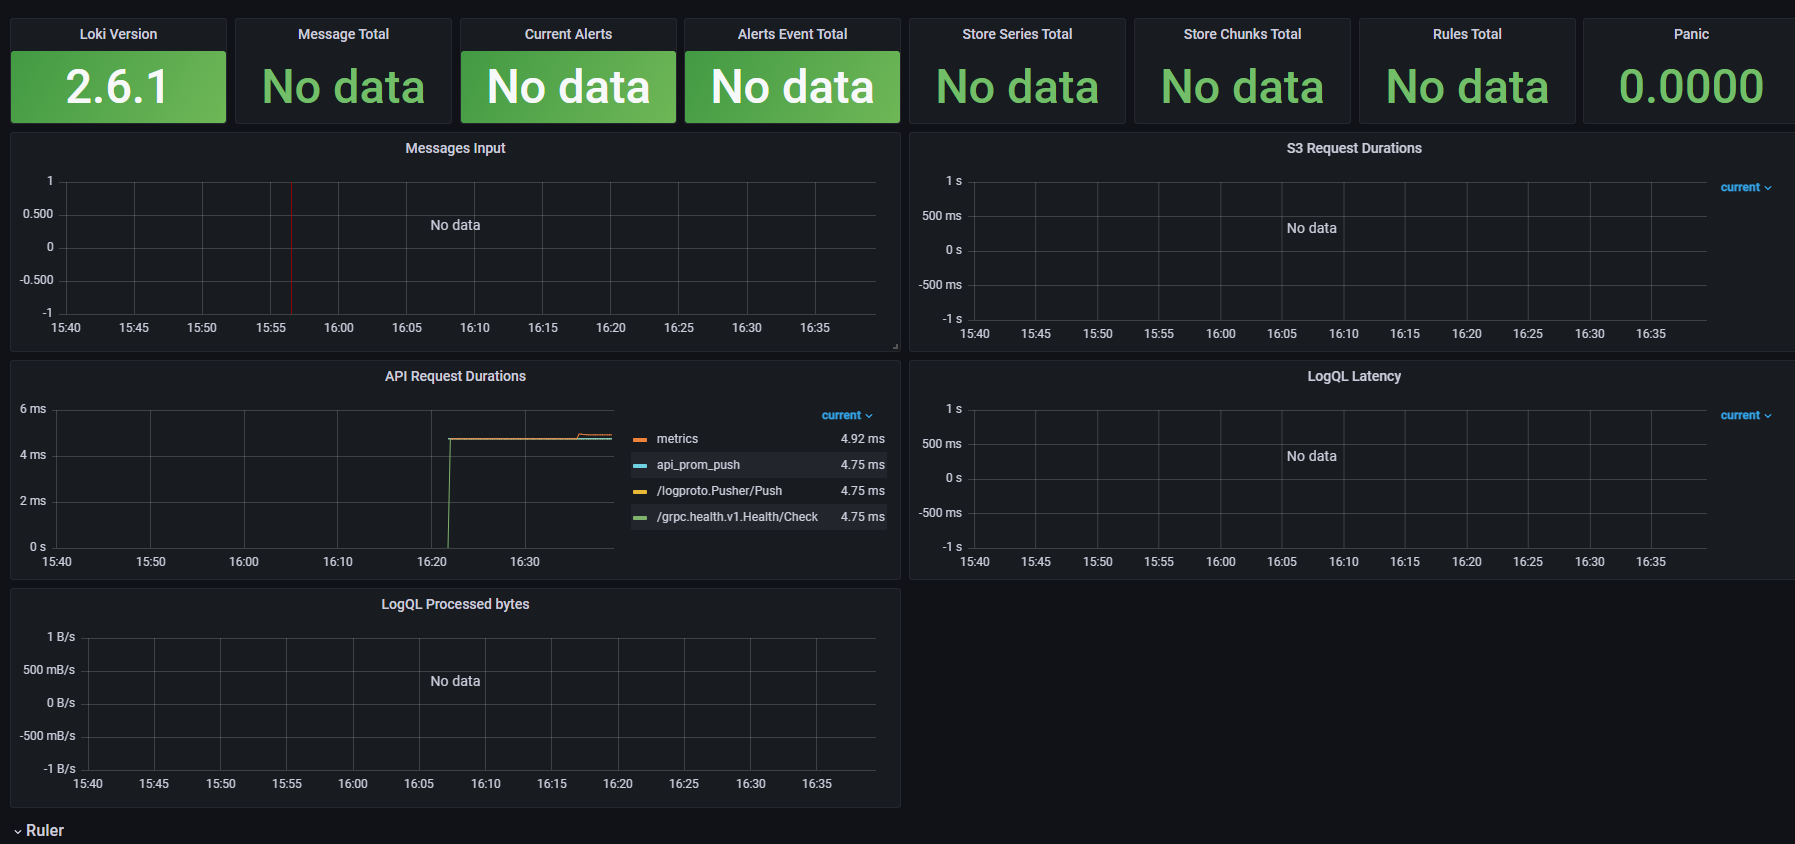 Loki Version
2.6.1
Message Total
No data
Current Alerts
No data
Alerts Event Total
No data
Store Series Total
No data
Store Chunks Total
No data
Rules Total
No data
Panic
0.0000
Messages Input
1
0.500
0
-0.500
-1
No data
15:40 15:45 15:50 15:55 16:00 16:05 16:10 16:15 16:20 16:25 16:30 16:35
S3 Request Durations
1 s
500 ms
0 s
-500 ms
-1 s
No data
current
15:40 15:45 15:50 15:55 16:00 16:05 16:10 16:15 16:20 16:25 16:30 16:35
API Request Durations
6 ms
4 ms
2 ms
0 s
15:40 15:50 16:00 16:10 16:20 16:30
current
metrics 4.92 ms
api_prom_push 4.75 ms
/logproto.Pusher/Push 4.75 ms
/grpc.health.v1.Health/Check 4.75 ms
LogQL Latency
1 s
500 ms
0 s
-500 ms
-1 s
No data
current
15:40 15:45 15:50 15:55 16:00 16:05 16:10 16:15 16:20 16:25 16:30 16:35
LogQL Processed bytes
1 B/s
500 mB/s
0 B/s
-500 mB/s
-1 B/s
No data
15:40 15:45 15:50 15:55 16:00 16:05 16:10 16:15 16:20 16:25 16:30 16:35
Ruler